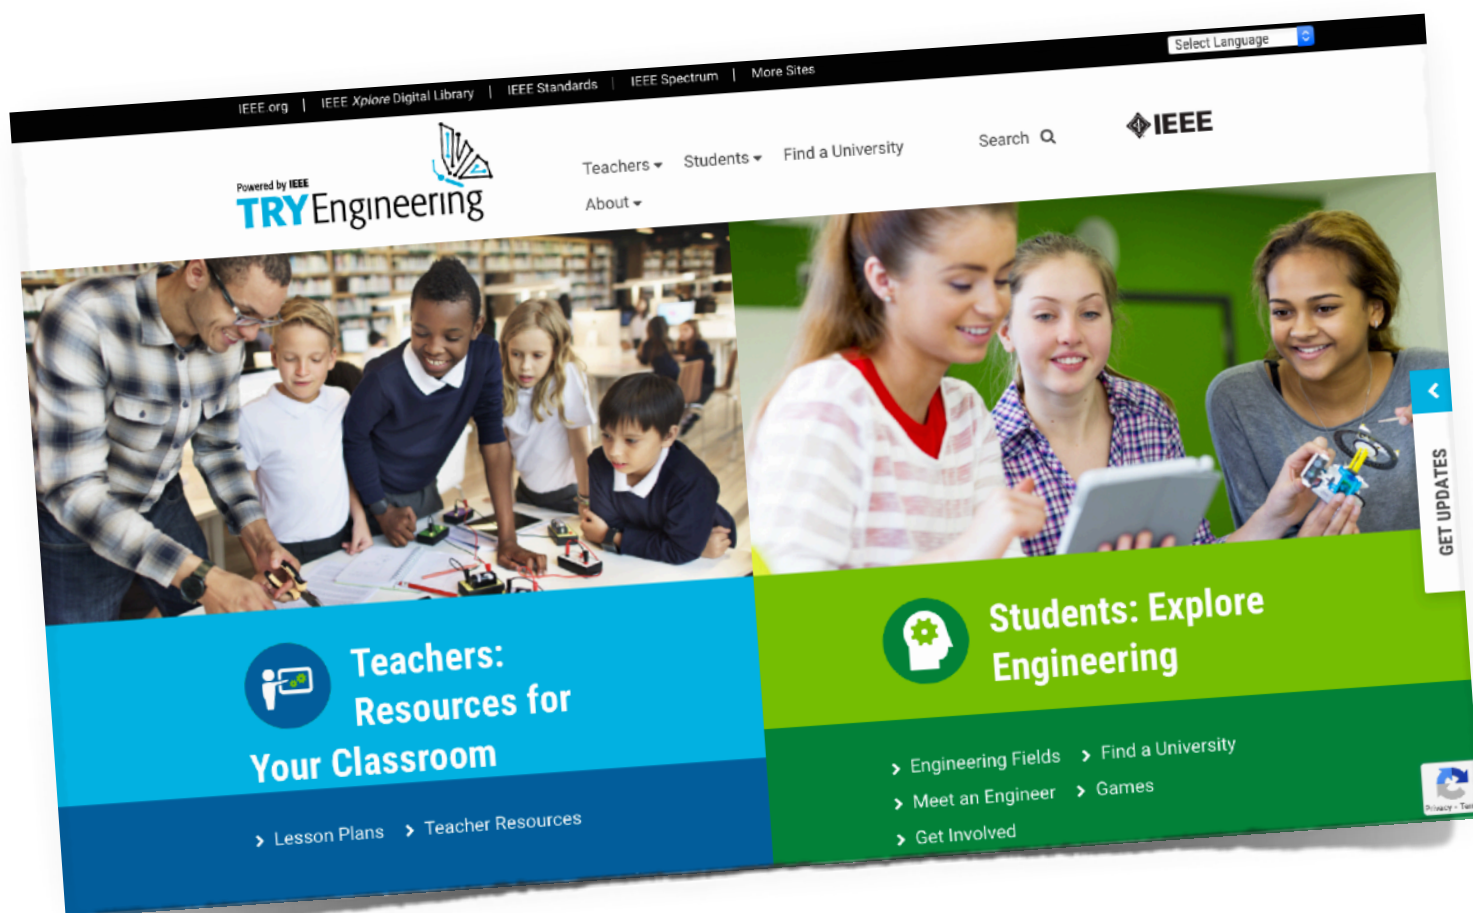 Select Language
IEEE.org | IEEE Xplore Digital Library | IEEE Standards | IEEE Spectrum | More Sites
Powered by IEEE
TRYEngineering
Teachers Students Find a University
About
Search
IEEE
GET UPDATES
Teachers:
Resources for
Your Classroom
Lesson Plans Teacher Resources
Students: Explore
Engineering
Engineering Fields Find a University
Meet an Engineer Games
Get Involved
Privacy -